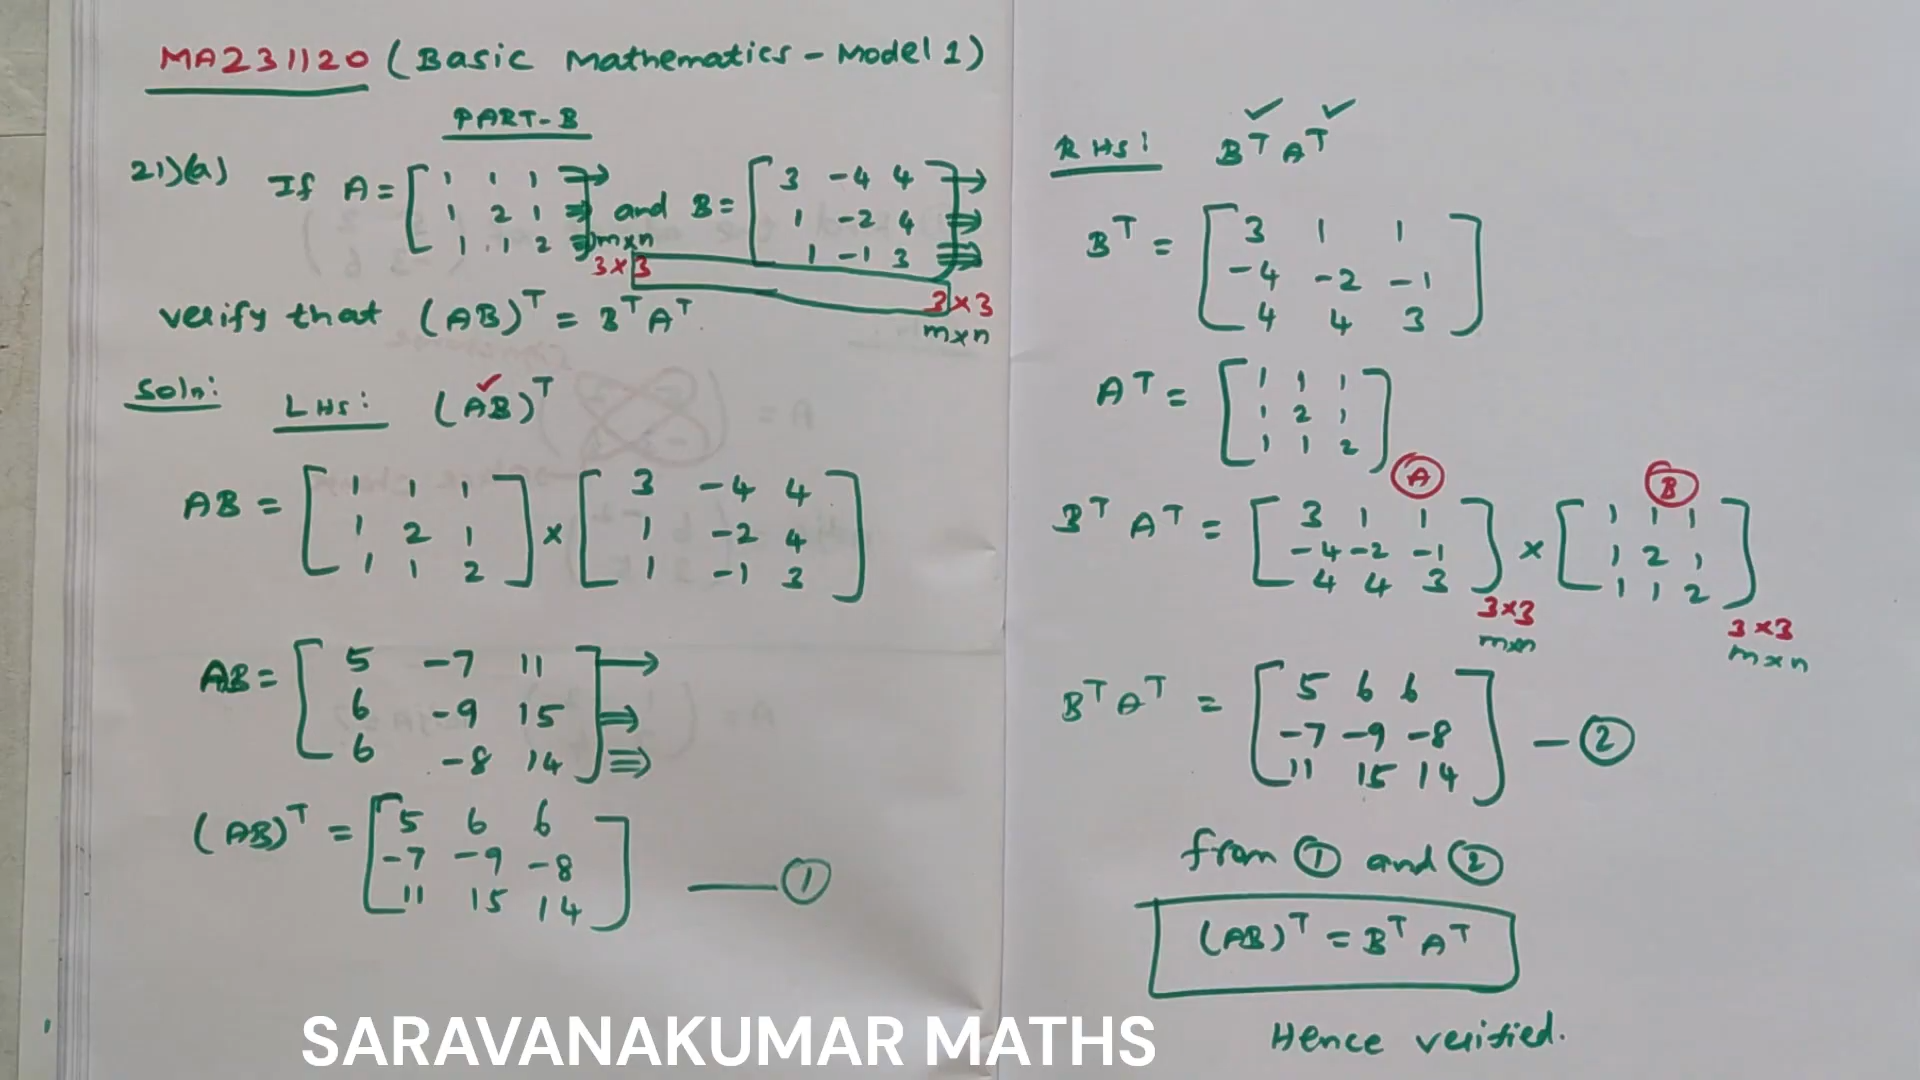 MA231120 (Basic Mathematics - Model 1)
PART-B
21)(a) If A = [ 1 1 1 and B = [ 3 -4 4
1 2 1 1 -2 4
1 1 2 ] m×n 1 -1 3 ]
3×3 3×3
m×n
verify that (AB)^T = B^T A^T.
Soln: LHS: (AB)^T
AB = [ 1 1 1 × [ 3 -4 4
1 2 1 1 -2 4
1 1 2 ] 1 -1 3 ]
AB = [ 5 -7 11
6 -9 15
6 -8 14 ]
(AB)^T = [ 5 6 6
-7 -9 -8
11 15 14 ] — ①
RHS: B^T A^T
B^T = [ 3 1 1
-4 -2 -1
4 4 3 ]
A^T = [ 1 1 1
1 2 1
1 1 2 ]
A B
B^T A^T = [ 3 1 1 × [ 1 1 1
-4 -2 -1 1 2 1
4 4 3 ] 1 1 2 ]
3×3 3×3
m×n m×n
B^T A^T = [ 5 6 6
-7 -9 -8 — ②
11 15 14 ]
from ① and ②
(AB)^T = B^T A^T
Hence verified.
SARAVANAKUMAR MATHS